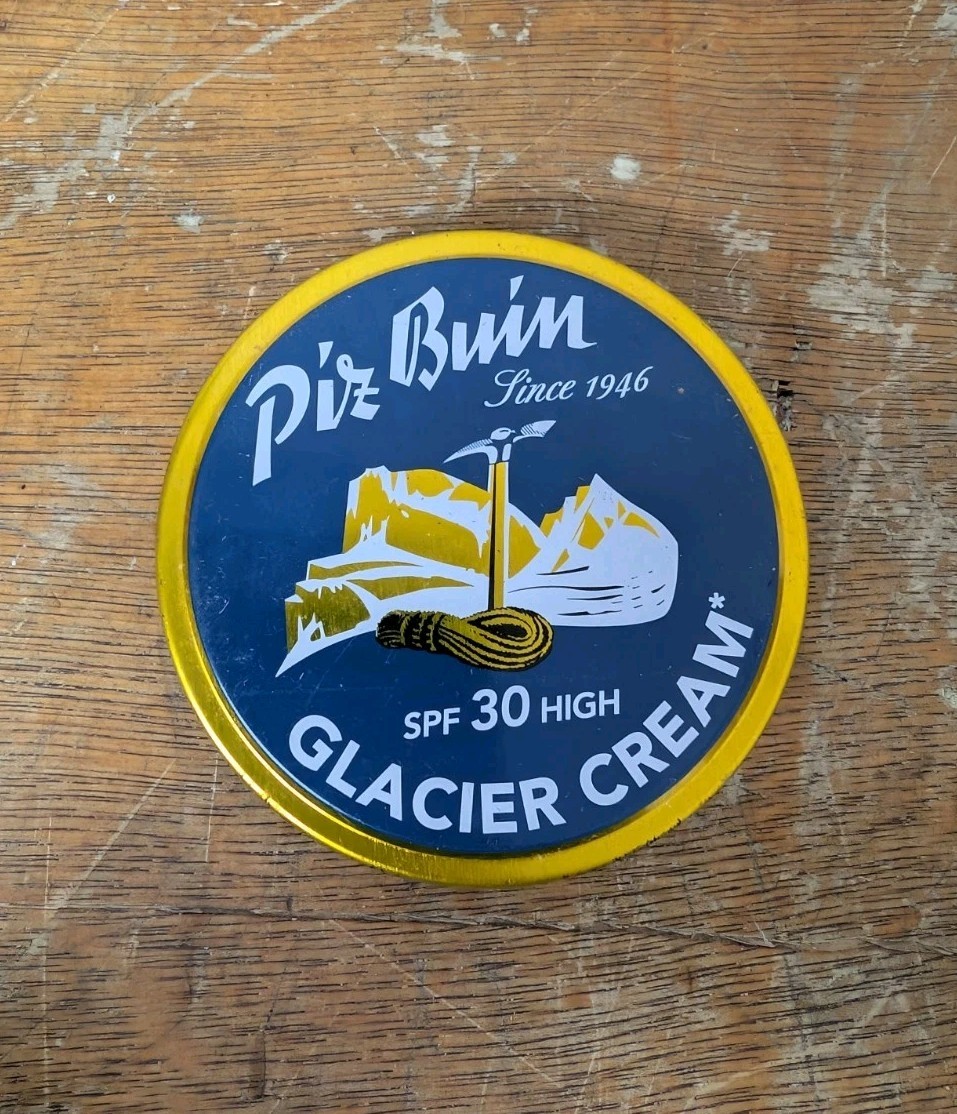 Piz Buin
Since 1946
SPF 30 HIGH
GLACIER CREAM*